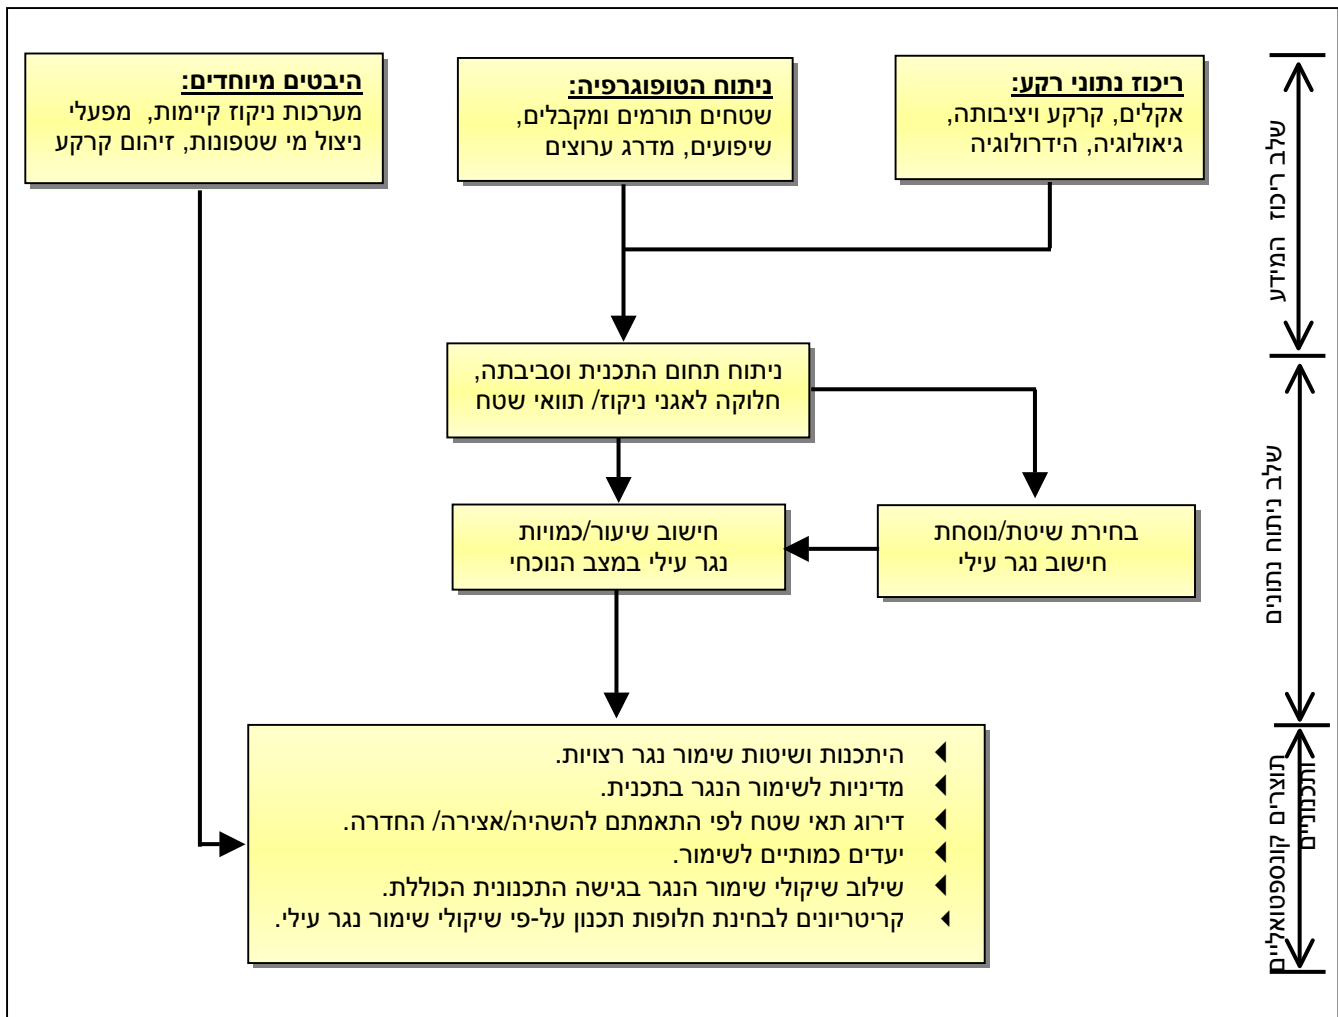 ריכוז נתוני רקע:
אקלים, קרקע ויציבותה,
גיאולוגיה, הידרולוגיה
ניתוח הטופוגרפיה:
שטחים תורמים ומקבלים,
שיפועים, מדרג ערוצים
היבטים מיוחדים:
מערכות ניקוז קיימות, מפעלי
ניצול מי שטפונות, זיהום קרקע
שלב ריכוז המידע
ניתוח תחום התכנית וסביבתה,
חלוקה לאגני ניקוז/ תוואי שטח
בחירת שיטת/נוסחת
חישוב נגר עילי
חישוב שיעור/כמויות
נגר עילי במצב הנוכחי
שלב ניתוח נתונים
היתכנות ושיטות שימור נגר רצויות.
מדיניות לשימור הנגר בתכנית.
דירוג תאי שטח לפי התאמתם להשהיה/אצירה/ החדרה.
יעדים כמותיים לשימור.
שילוב שיקולי שימור הנגר בגישה התכנונית הכוללת.
קריטריונים לבחינת חלופות תכנון על-פי שיקולי שימור נגר עילי.
תוצרים קונספטואליים
ותכנוניים